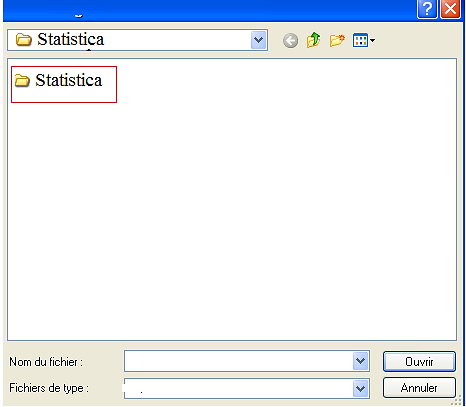 Statistica
Statistica
Nom du fichier :
Ouvrir
Fichiers de type :
Annuler